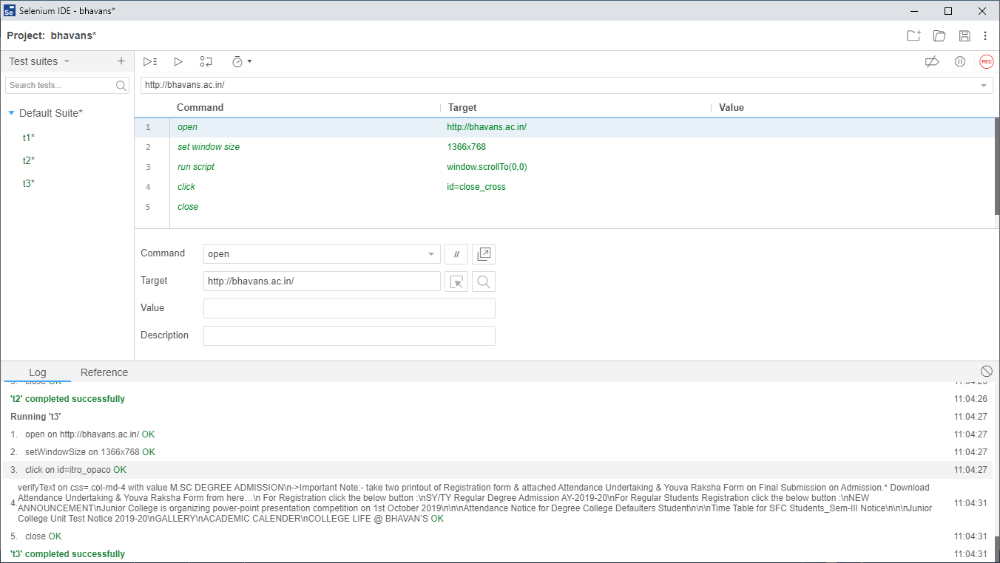 Selenium IDE - bhavans*
Project: bhavans*
Test suites
Search tests...
Default Suite*
t1*
t2*
t3*
REC
http://bhavans.ac.in/
Command Target Value
1 open http://bhavans.ac.in/
2 set window size 1366x768
3 run script window.scrollTo(0,0)
4 click id=close_cross
5 close
Command open //
Target http://bhavans.ac.in/
Value
Description
Log Reference
5. close OK 11:04:26
't2' completed successfully 11:04:26
Running 't3' 11:04:27
1. open on http://bhavans.ac.in/ OK 11:04:27
2. setWindowSize on 1366x768 OK 11:04:27
3. click on id=itro_opaco OK 11:04:27
verifyText on css=.col-md-4 with value M.SC DEGREE ADMISSION\n->Important Note:- take two printout of Registration form & attached Attendance Undertaking & Youva Raksha Form on Final Submission on Admission.* Download
Attendance Undertaking & Youva Raksha Form from here…\n For Registration click the below button :\nSY/TY Regular Degree Admission AY-2019-20\nFor Regular Students Registration click the below button :\nNEW
4. ANNOUNCEMENT\nJunior College is organizing power-point presentation competition on 1st October 2019\n\n\nAttendance Notice for Degree College Defaulters Student\n\n\nTime Table for SFC Students_Sem-III Notice\n\n\nJunior 11:04:31
College Unit Test Notice 2019-20\nGALLERY\nACADEMIC CALENDER\nCOLLEGE LIFE @ BHAVAN'S OK
5. close OK 11:04:31
't3' completed successfully 11:04:31